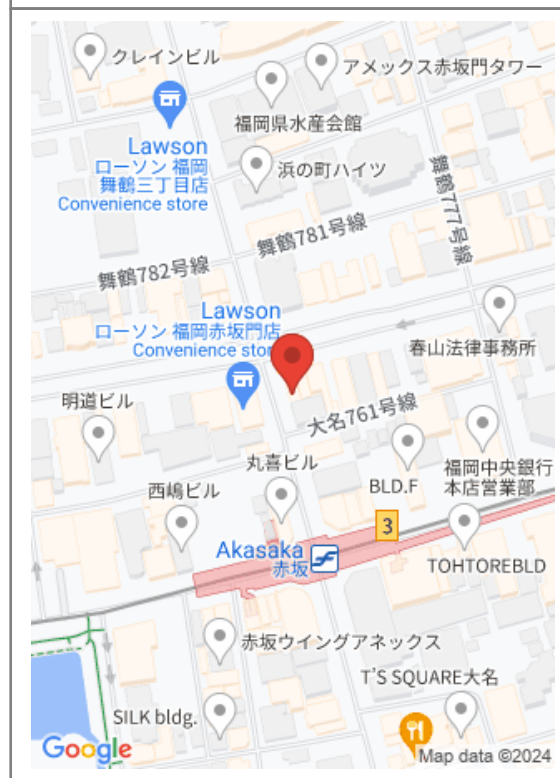 クレインビル
アメックス赤坂門タワー
福岡県水産会館
Lawson
ローソン 福岡
舞鶴三丁目店
Convenience store
浜の町ハイツ
舞鶴777号線
舞鶴781号線
舞鶴782号線
Lawson
ローソン 福岡赤坂門店
Convenience stor
春山法律事務所
明道ビル
大名761号線
丸喜ビル
BLD.F
福岡中央銀行
本店営業部
西嶋ビル
3
Akasaka
赤坂
TOHTOREBLD
赤坂ウイングアネックス
T'S SQUARE大名
SILK bldg.
Google
Map data ©2024